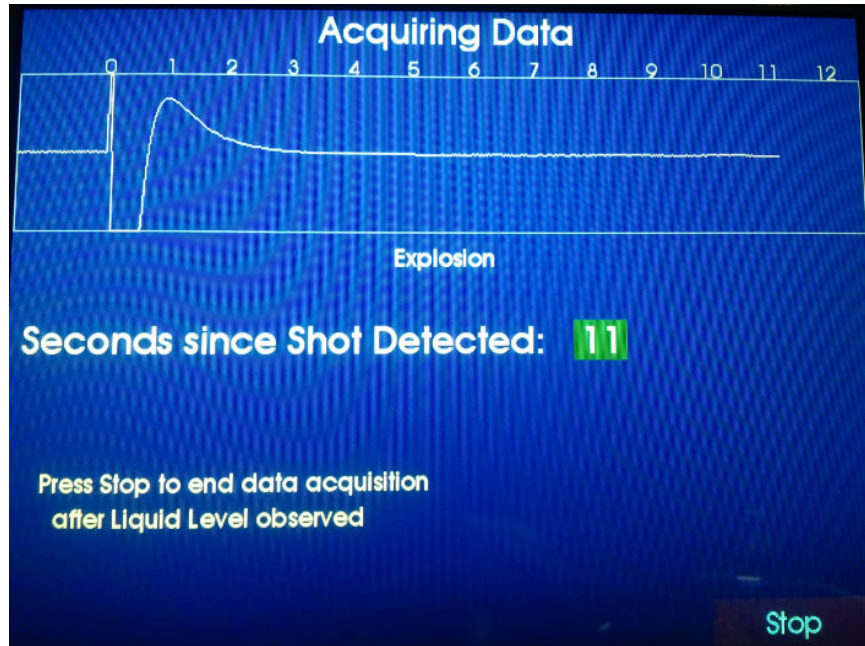 Acquiring Data
0 1 2 3 4 5 6 7 8 9 10 11 12
Explosion
Seconds since Shot Detected: 11
Press Stop to end data acquisition
after Liquid Level observed
Stop